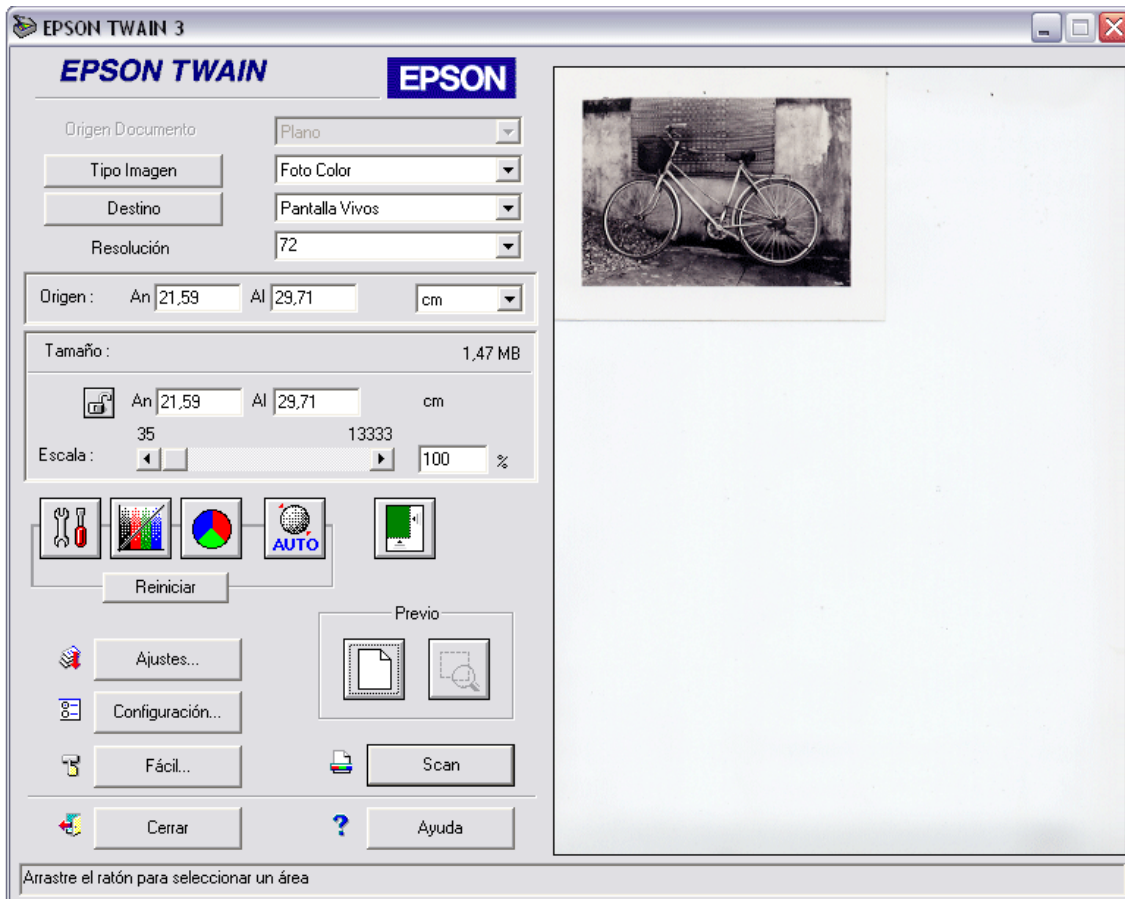 EPSON TWAIN 3
EPSON TWAIN
EPSON
Origen Documento
Plano
Tipo Imagen
Foto Color
Destino
Pantalla Vivos
Resolución
72
Origen :
An 21,59
Al 29,71
cm
Tamaño :
1,47 MB
An 21,59
Al 29,71
cm
35
13333
Escala :
100
%
AUTO
Reiniciar
Previo
Ajustes...
Configuración...
Fácil...
Scan
Cerrar
Ayuda
Arrastre el ratón para seleccionar un área